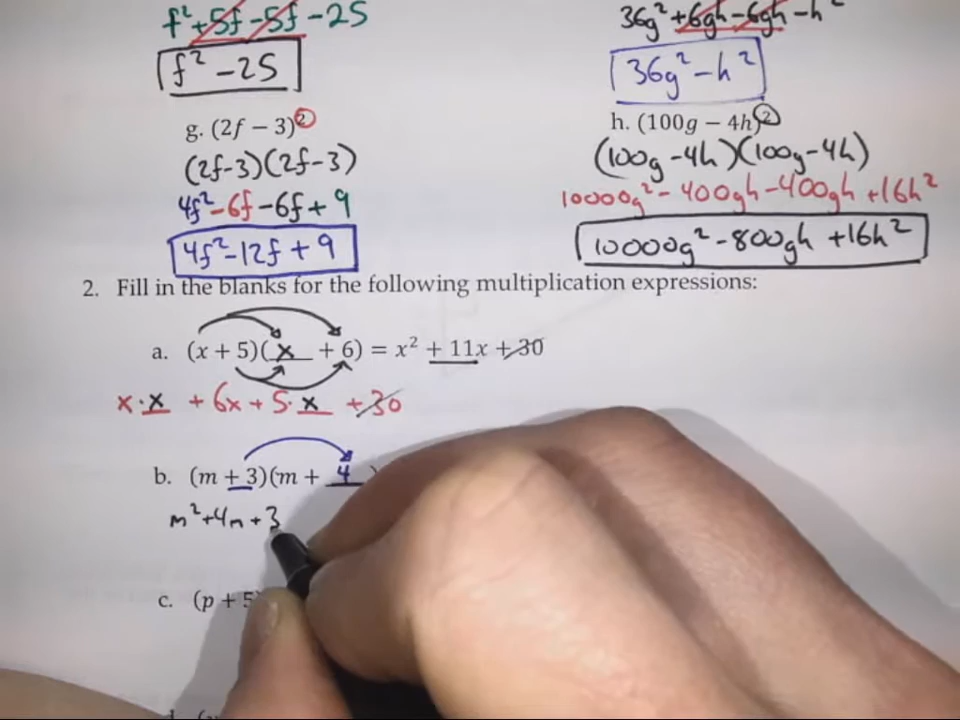 f² + 5f - 5f - 25
36g² + 6gh - 6gh - h²
f² - 25
36g² - h²
g. (2f − 3)²
h. (100g − 4h)²
(2f-3)(2f-3)
(100g - 4h)(100g - 4h)
4f² - 6f - 6f + 9
10000g² - 400gh - 400gh + 16h²
4f² - 12f + 9
10000g² - 800gh + 16h²
2. Fill in the blanks for the following multiplication expressions:
a. (x + 5)( x + 6) = x² + 11x + 30
x · x + 6x + 5 · x + 30
b. (m + 3)(m + 4 )
m² + 4m + 3
c. (p + 5